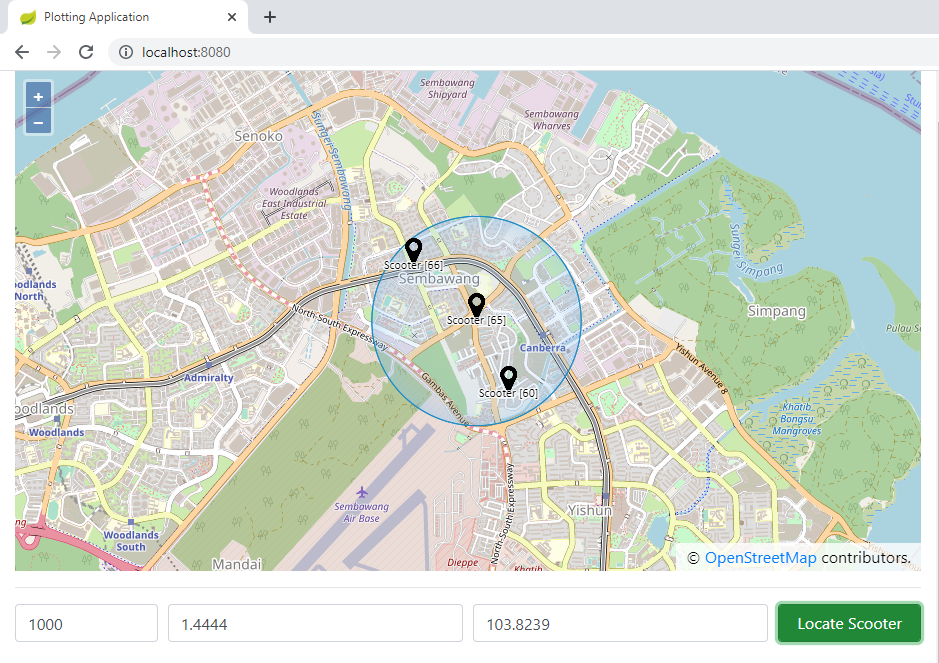 Plotting Application
localhost:8080
+
−
Sembawang
Shipyard
Sembawang
Wharves
Senoko
Sungei Sembawang
Woodlands
East Industrial
Estate
Sungei Simpang
Scooter [66]
Sembawang
oodlands
North
Scooter [65]
Simpang
North-South Expressway
Pulau Se
Canberra
Yishun Avenue 8
Admiralty
Gambas Avenue
Scooter [60]
oodlands
Woodlands
Khatib
Bongsu
Mangroves
Sembawang
Air Base
Yishun
North-South Expressway
Woodlands
South
Mandai
Dieppe
Khatib
© OpenStreetMap contributors.
1000
1.4444
103.8239
Locate Scooter